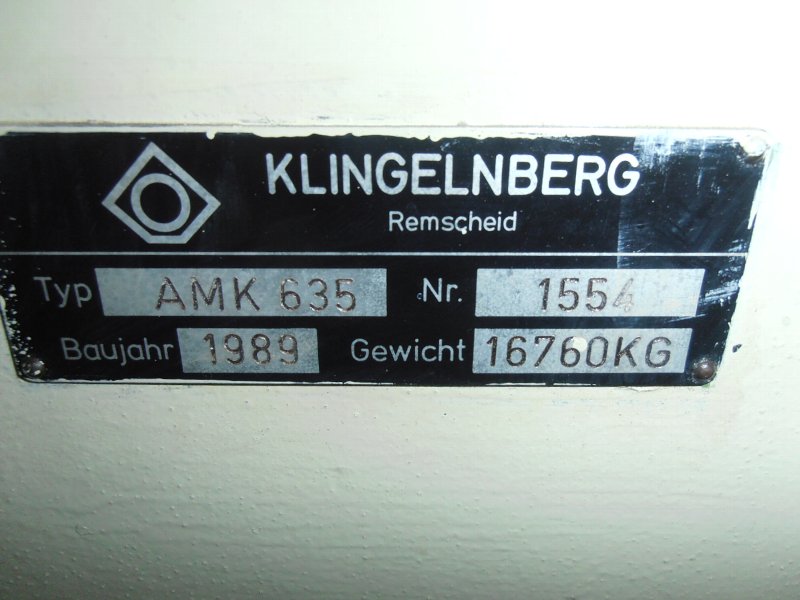 KLINGELNBERG
Remscheid
Typ AMK 635 Nr. 1554
Baujahr 1989 Gewicht 16760KG